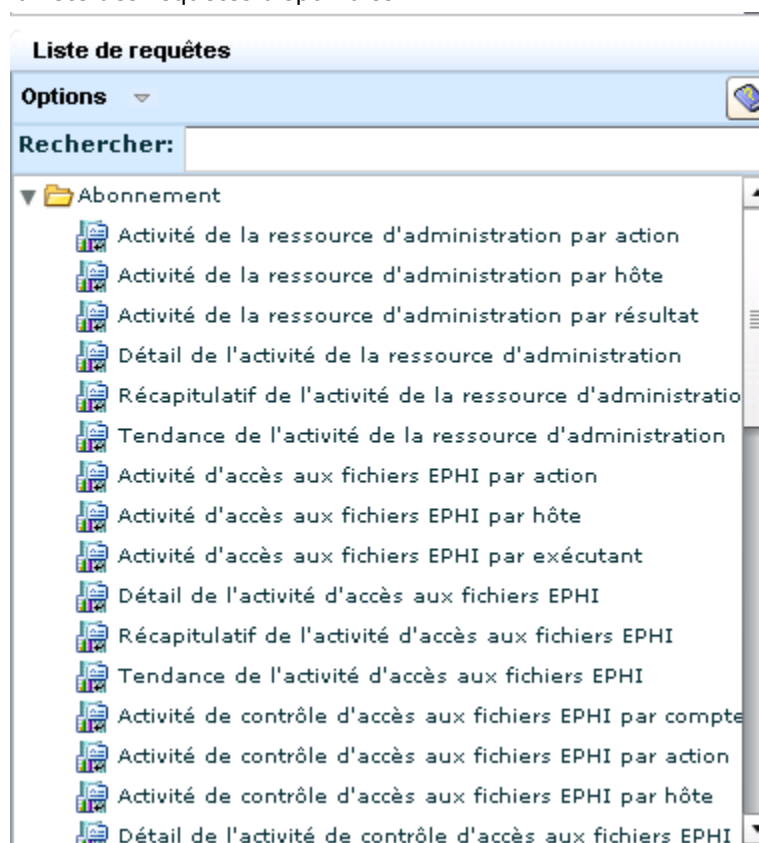 Liste de requêtes
Options
Rechercher:
Abonnement
Activité de la ressource d'administration par action
Activité de la ressource d'administration par hôte
Activité de la ressource d'administration par résultat
Détail de l'activité de la ressource d'administration
Récapitulatif de l'activité de la ressource d'administratio
Tendance de l'activité de la ressource d'administration
Activité d'accès aux fichiers EPHI par action
Activité d'accès aux fichiers EPHI par hôte
Activité d'accès aux fichiers EPHI par exécutant
Détail de l'activité d'accès aux fichiers EPHI
Récapitulatif de l'activité d'accès aux fichiers EPHI
Tendance de l'activité d'accès aux fichiers EPHI
Activité de contrôle d'accès aux fichiers EPHI par compte
Activité de contrôle d'accès aux fichiers EPHI par action
Activité de contrôle d'accès aux fichiers EPHI par hôte
Détail de l'activité de contrôle d'accès aux fichiers EPHI